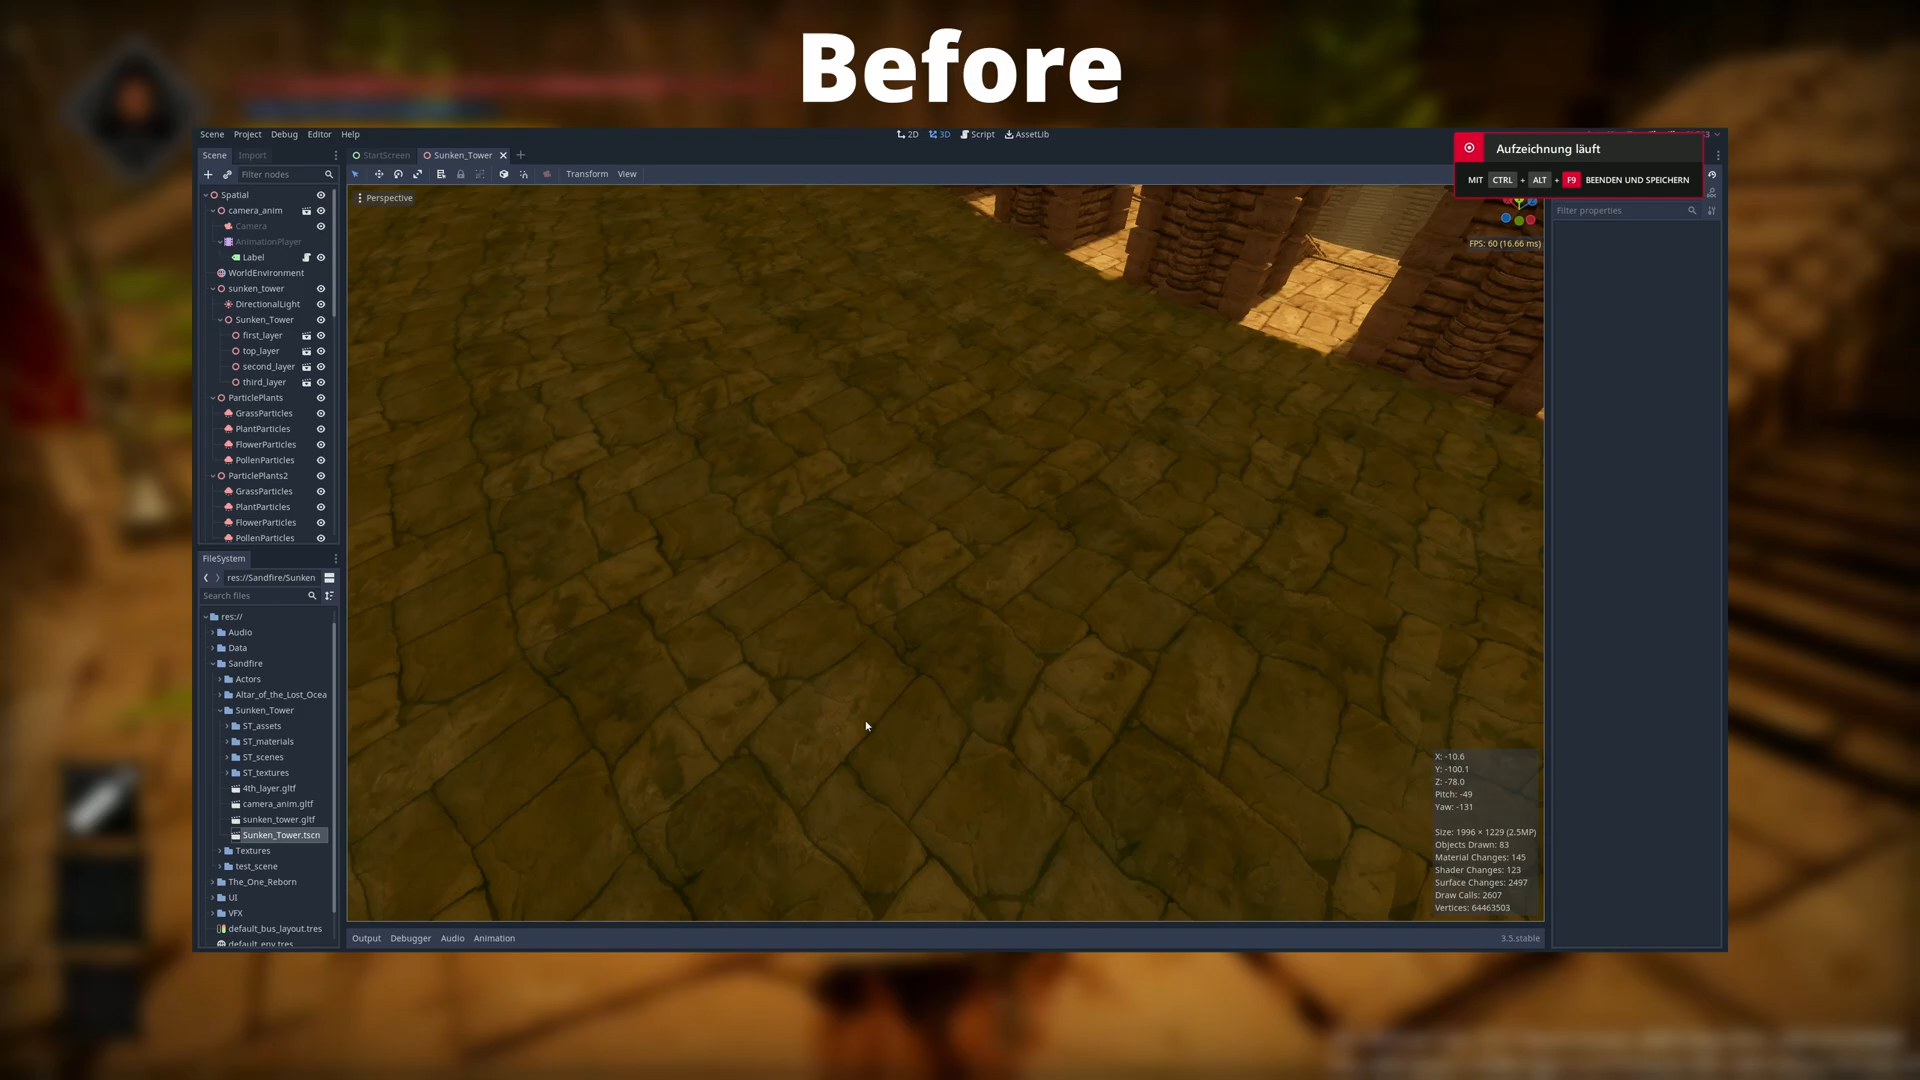 Before
Scene Project Debug Editor Help
2D 3D Script AssetLib
Aufzeichnung läuft
MIT CTRL + ALT + F9 BEENDEN UND SPEICHERN
Scene Import
StartScreen Sunken_Tower
Filter nodes
Transform View
Perspective
Filter properties
FPS: 60 (16.66 ms)
Spatial
camera_anim
Camera
AnimationPlayer
Label
WorldEnvironment
sunken_tower
DirectionalLight
Sunken_Tower
first_layer
top_layer
second_layer
third_layer
ParticlePlants
GrassParticles
PlantParticles
FlowerParticles
PollenParticles
ParticlePlants2
GrassParticles
PlantParticles
FlowerParticles
PollenParticles
FileSystem
res://Sandfire/Sunken
Search files
res://
Audio
Data
Sandfire
Actors
Altar_of_the_Lost_Ocea
Sunken_Tower
ST_assets
ST_materials
ST_scenes
ST_textures
4th_layer.gltf
camera_anim.gltf
sunken_tower.gltf
Sunken_Tower.tscn
Textures
test_scene
The_One_Reborn
UI
VFX
default_bus_layout.tres
default_env.tres
X: -10.6
Y: -100.1
Z: -78.0
Pitch: -49
Yaw: -131
Size: 1996 × 1229 (2.5MP)
Objects Drawn: 83
Material Changes: 145
Shader Changes: 123
Surface Changes: 2497
Draw Calls: 2607
Vertices: 64463503
Output Debugger Audio Animation
3.5.stable